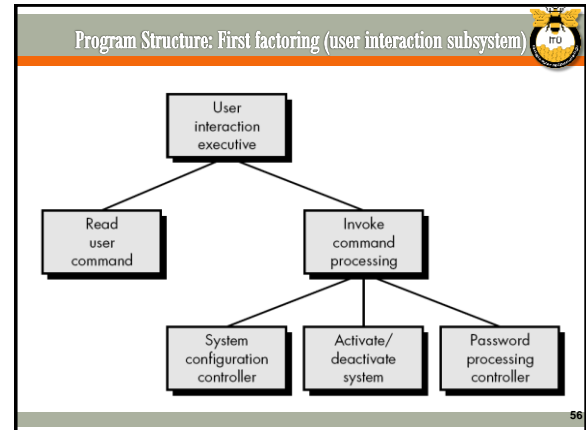 Program Structure: First factoring (user interaction subsystem)
İTÜ
User
interaction
executive
Read
user
command
Invoke
command
processing
System
configuration
controller
Activate/
deactivate
system
Password
processing
controller
56